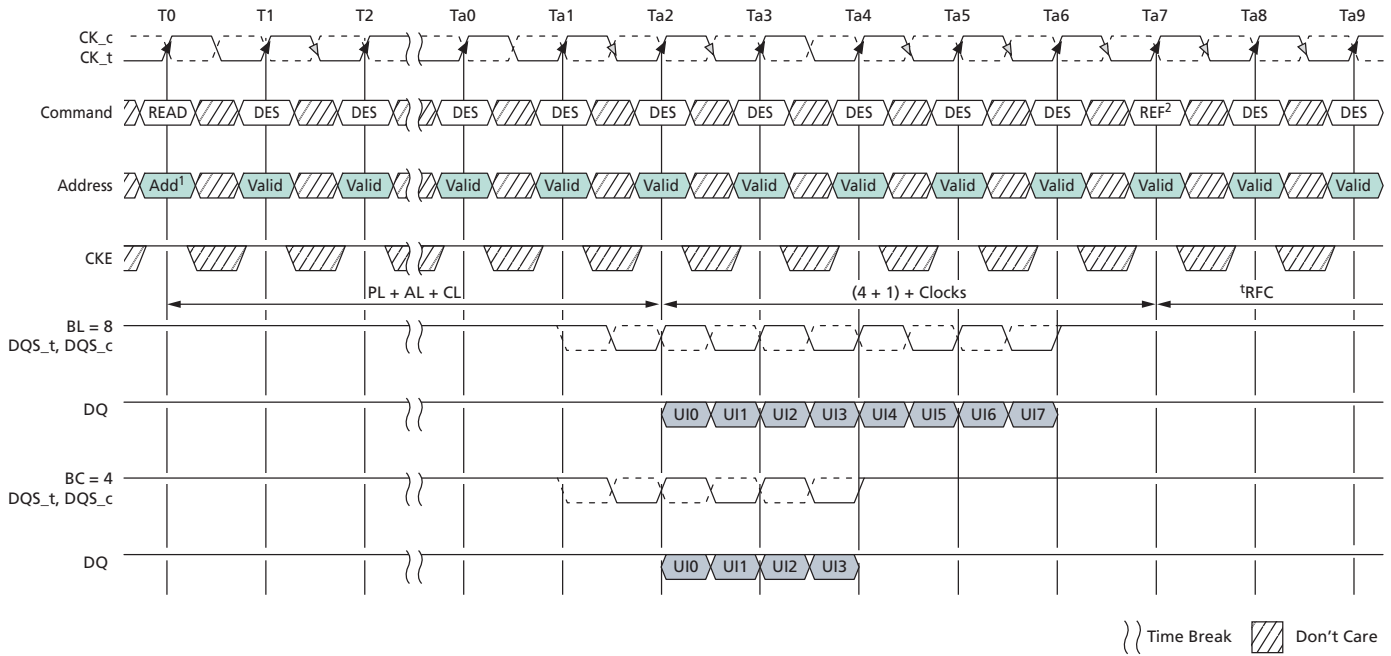 T0 T1 T2 Ta0 Ta1 Ta2 Ta3 Ta4 Ta5 Ta6 Ta7 Ta8 Ta9
CK_c
CK_t
Command READ DES DES DES DES DES DES DES DES DES REF² DES DES
Address Add¹ Valid Valid Valid Valid Valid Valid Valid Valid Valid Valid Valid Valid
CKE
PL + AL + CL (4 + 1) + Clocks ᵗRFC
BL = 8
DQS_t, DQS_c
DQ UI0 UI1 UI2 UI3 UI4 UI5 UI6 UI7
BC = 4
DQS_t, DQS_c
DQ UI0 UI1 UI2 UI3
Time Break Don't Care